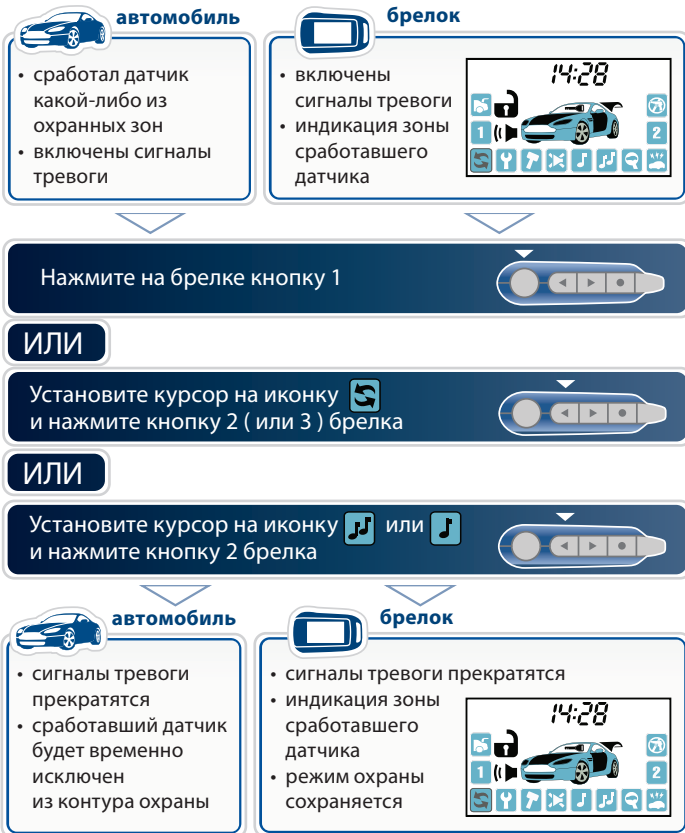 автомобиль
• сработал датчик
какой-либо из
охранных зон
• включены сигналы
тревоги
брелок
• включены
сигналы тревоги
• индикация зоны
сработавшего
датчика
14:28
1
2
Нажмите на брелке кнопку 1
ИЛИ
Установите курсор на иконку
и нажмите кнопку 2 ( или 3 ) брелка
ИЛИ
Установите курсор на иконку или
и нажмите кнопку 2 брелка
автомобиль
• сигналы тревоги
прекратятся
• сработавший датчик
будет временно
исключен
из контура охраны
брелок
• сигналы тревоги прекратятся
• индикация зоны
сработавшего
датчика
• режим охраны
сохраняется
14:28
1
2